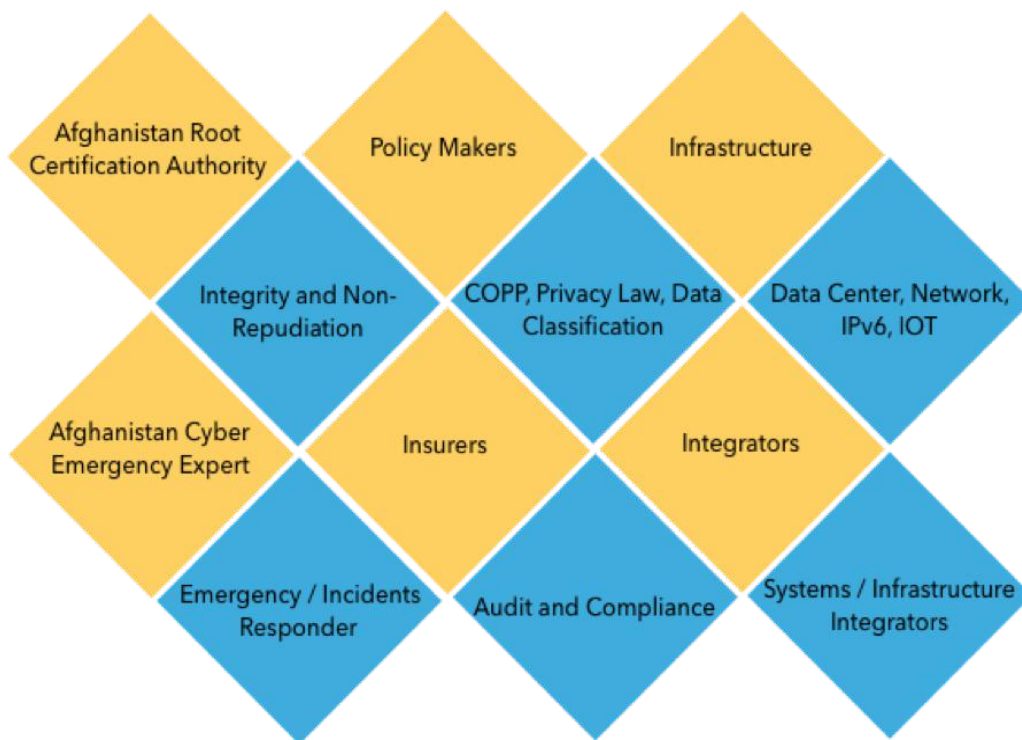 Afghanistan Root
Certification Authority
Policy Makers
Infrastructure
Integrity and Non-
Repudiation
COPP, Privacy Law, Data
Classification
Data Center, Network,
IPv6, IOT
Afghanistan Cyber
Emergency Expert
Insurers
Integrators
Emergency / Incidents
Responder
Audit and Compliance
Systems / Infrastructure
Integrators